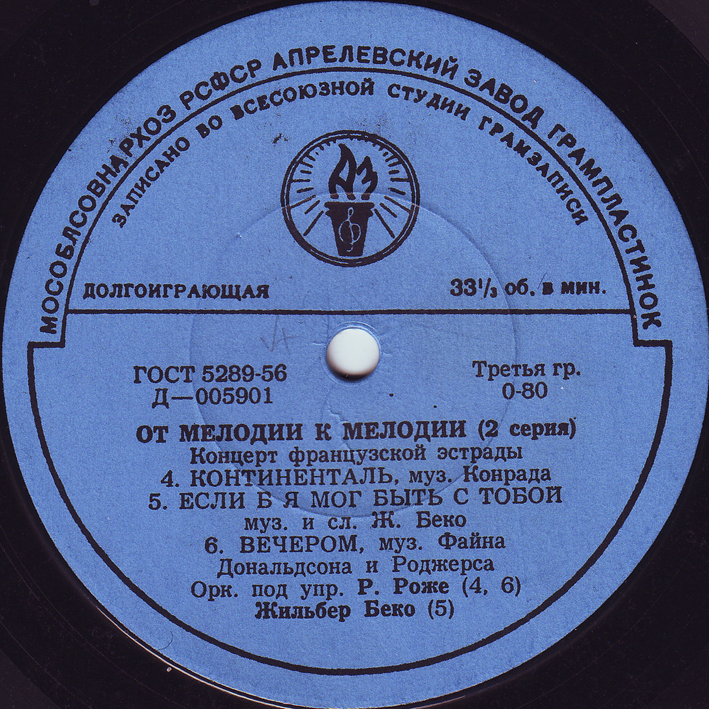 МОСОБЛСОВНАРХОЗ РСФСР АПРЕЛЕВСКИЙ ЗАВОД ГРАМПЛАСТИНОК
ЗАПИСАНО ВО ВСЕСОЮЗНОЙ СТУДИИ ГРАМЗАПИСИ
АЗ
ДОЛГОИГРАЮЩАЯ 33⅓ об. в мин.
ГОСТ 5289-56 Третья гр.
Д—005901 0-80
ОТ МЕЛОДИИ К МЕЛОДИИ (2 серия)
Концерт французской эстрады
4. КОНТИНЕНТАЛЬ, муз. Конрада
5. ЕСЛИ Б Я МОГ БЫТЬ С ТОБОЙ
муз. и сл. Ж. Беко
6. ВЕЧЕРОМ, муз. Файна
Дональдсона и Роджерса
Орк. под упр. Р. Роже (4, 6)
Жильбер Беко (5)